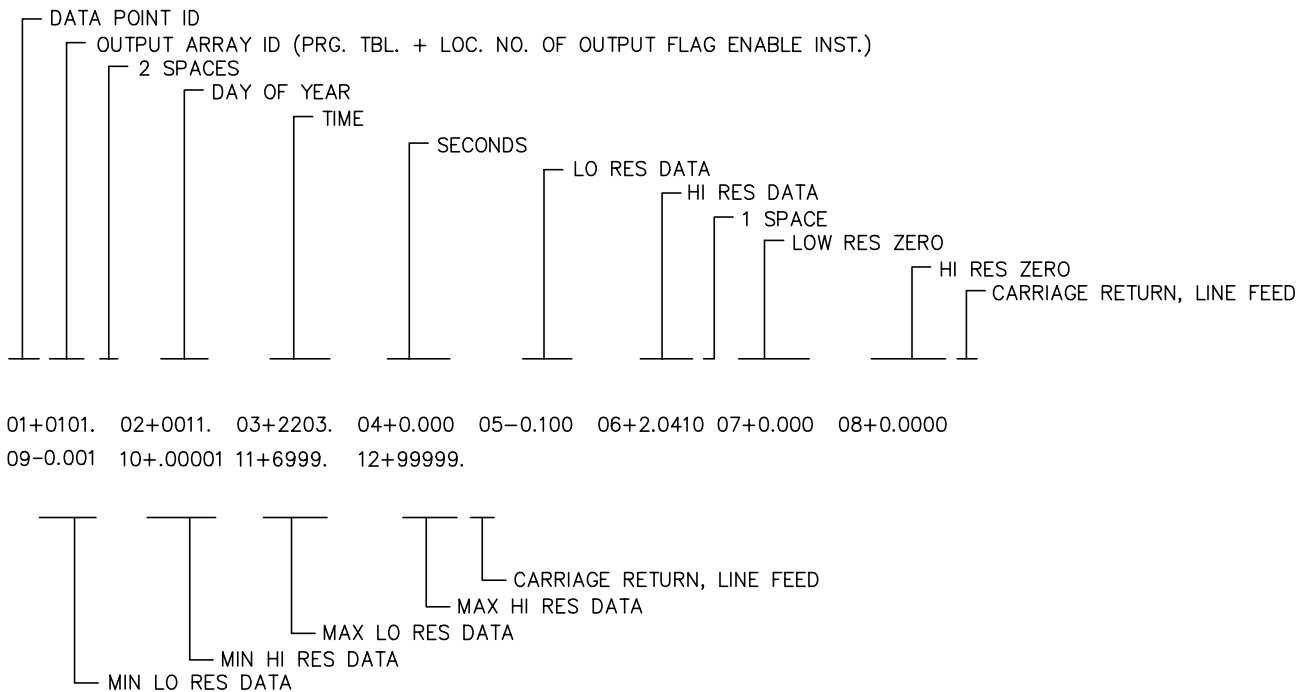 DATA POINT ID
OUTPUT ARRAY ID (PRG. TBL. + LOC. NO. OF OUTPUT FLAG ENABLE INST.)
2 SPACES
DAY OF YEAR
TIME
SECONDS
LO RES DATA
HI RES DATA
1 SPACE
LOW RES ZERO
HI RES ZERO
CARRIAGE RETURN, LINE FEED
01+0101. 02+0011. 03+2203. 04+0.000 05-0.100 06+2.0410 07+0.000 08+0.0000
09-0.001 10+.00001 11+6999. 12+99999.
CARRIAGE RETURN, LINE FEED
MAX HI RES DATA
MAX LO RES DATA
MIN HI RES DATA
MIN LO RES DATA